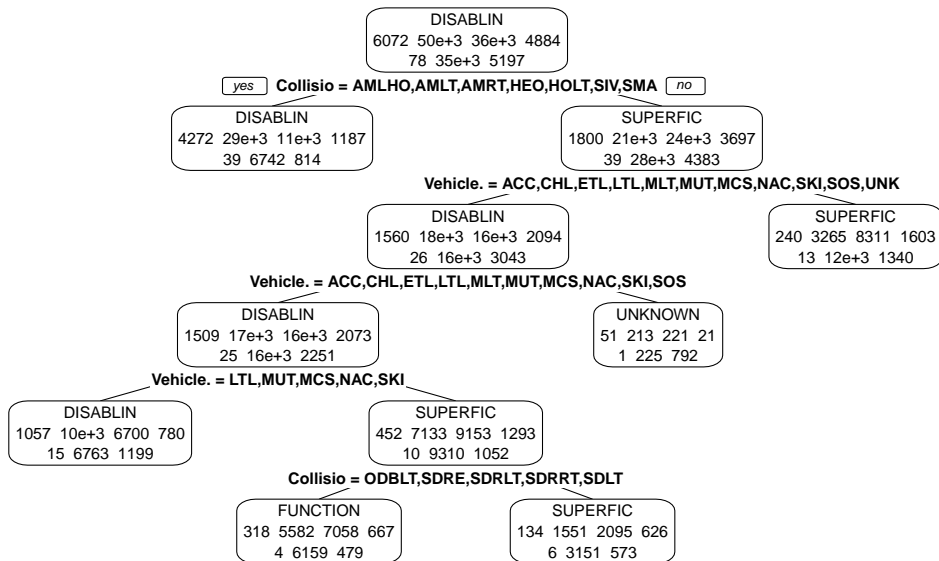 DISABLIN
6072 50e+3 36e+3 4884
78 35e+3 5197
yes Collisio = AMLHO,AMLT,AMRT,HEO,HOLT,SIV,SMA no
DISABLIN
4272 29e+3 11e+3 1187
39 6742 814
SUPERFIC
1800 21e+3 24e+3 3697
39 28e+3 4383
Vehicle. = ACC,CHL,ETL,LTL,MLT,MUT,MCS,NAC,SKI,SOS,UNK
DISABLIN
1560 18e+3 16e+3 2094
26 16e+3 3043
SUPERFIC
240 3265 8311 1603
13 12e+3 1340
Vehicle. = ACC,CHL,ETL,LTL,MLT,MUT,MCS,NAC,SKI,SOS
DISABLIN
1509 17e+3 16e+3 2073
25 16e+3 2251
UNKNOWN
51 213 221 21
1 225 792
Vehicle. = LTL,MUT,MCS,NAC,SKI
DISABLIN
1057 10e+3 6700 780
15 6763 1199
SUPERFIC
452 7133 9153 1293
10 9310 1052
Collisio = ODBLT,SDRE,SDRLT,SDRRT,SDLT
FUNCTION
318 5582 7058 667
4 6159 479
SUPERFIC
134 1551 2095 626
6 3151 573